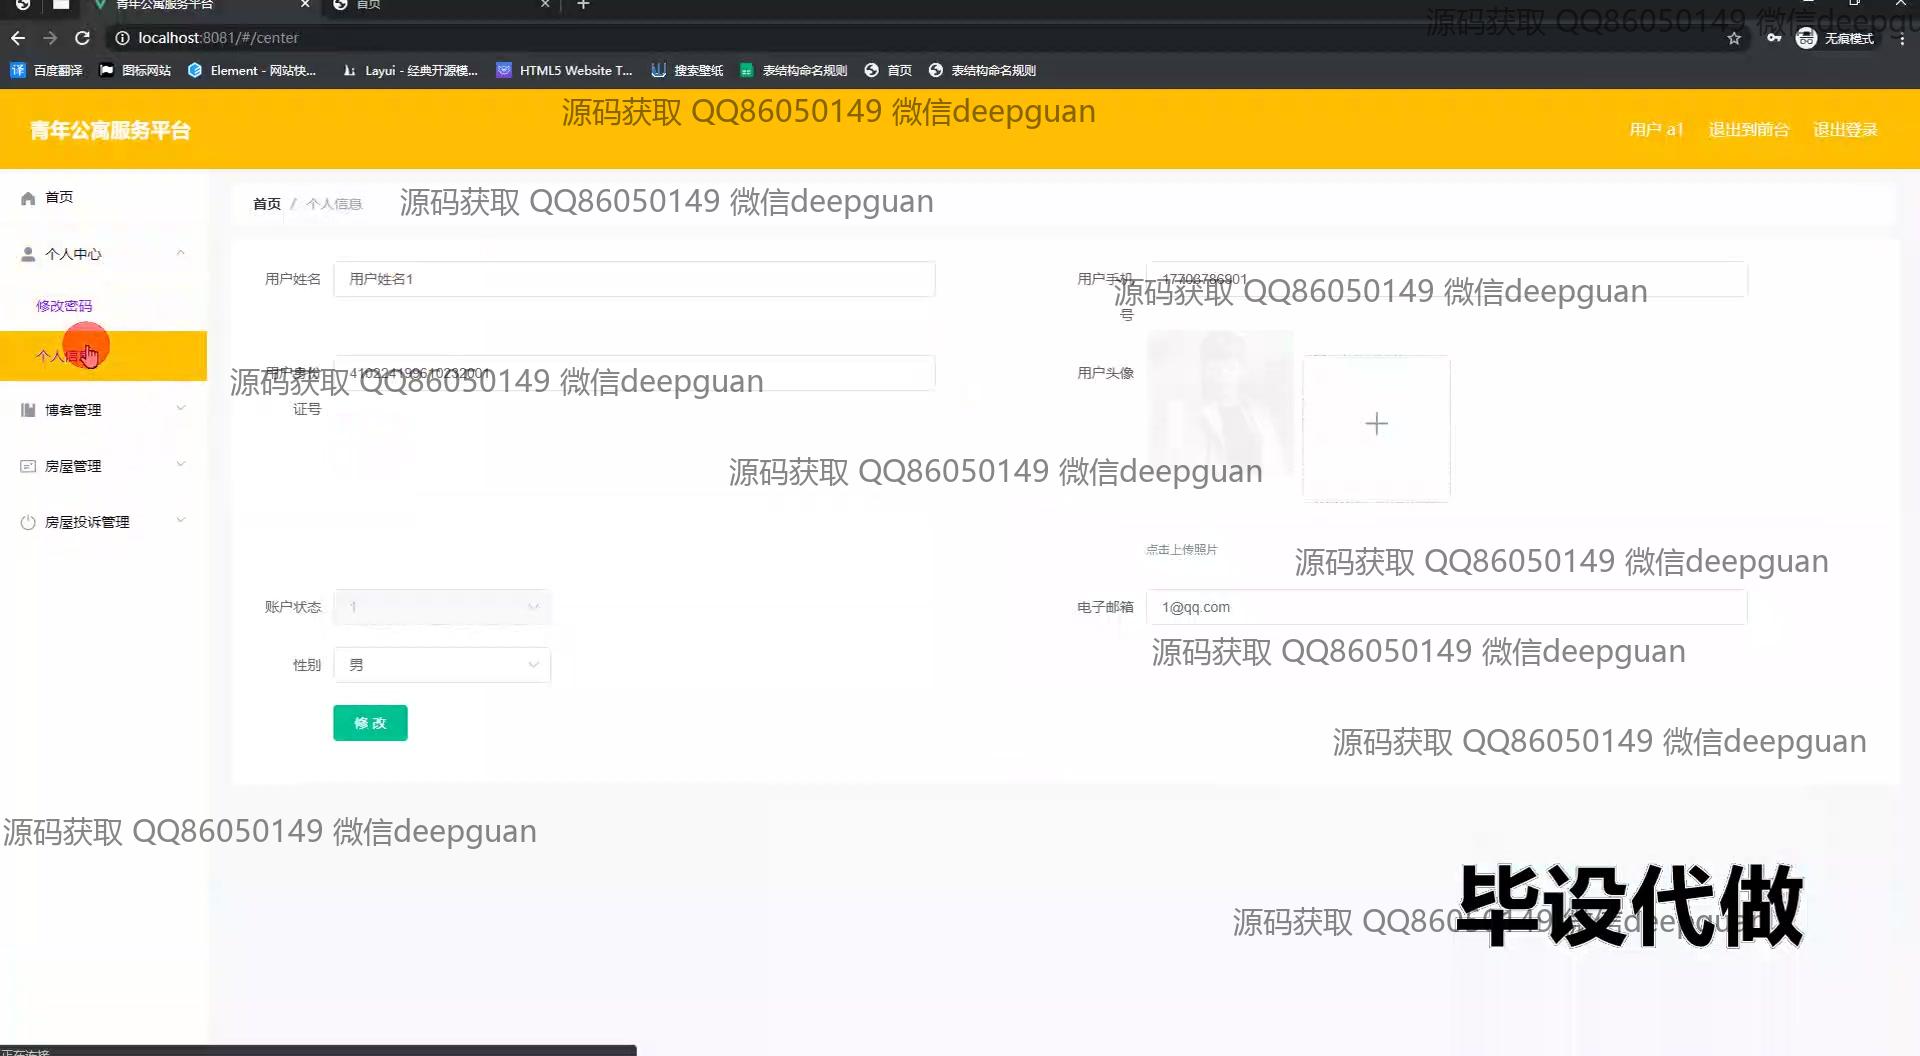 青年公寓服务平台
首页
源码获取 QQ86050149 微信deepgu
localhost:8081/#/center
无痕模式
百度翻译
图标网站
Element - 网站快...
Layui - 经典开源模...
HTML5 Website T...
搜索壁纸
表结构命名规则
首页
表结构命名规则
源码获取 QQ86050149 微信deepguan
青年公寓服务平台
用户 a1
退出到前台
退出登录
首页
首页 / 个人信息
源码获取 QQ86050149 微信deepguan
个人中心
用户姓名
用户姓名1
用户手机号
17703786901
源码获取 QQ86050149 微信deepguan
修改密码
个人信息
用户身份证号
410224199610232001
用户头像
源码获取 QQ86050149 微信deepguan
博客管理
房屋管理
源码获取 QQ86050149 微信deepguan
房屋投诉管理
点击上传照片
源码获取 QQ86050149 微信deepguan
账户状态
1
电子邮箱
1@qq.com
源码获取 QQ86050149 微信deepguan
性别
男
修 改
源码获取 QQ86050149 微信deepguan
源码获取 QQ86050149 微信deepguan
源码获取 QQ86050149 微信deepguan
毕设代做
正在连接